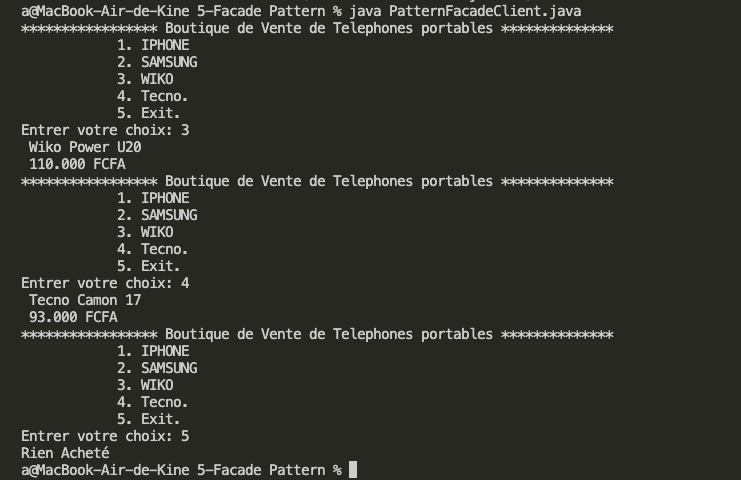 a@MacBook-Air-de-Kine 5-Facade Pattern % java PatternFacadeClient.java
***************** Boutique de Vente de Telephones portables **************
1. IPHONE
2. SAMSUNG
3. WIKO
4. Tecno.
5. Exit.
Entrer votre choix: 3
Wiko Power U20
110.000 FCFA
***************** Boutique de Vente de Telephones portables **************
1. IPHONE
2. SAMSUNG
3. WIKO
4. Tecno.
5. Exit.
Entrer votre choix: 4
Tecno Camon 17
93.000 FCFA
***************** Boutique de Vente de Telephones portables **************
1. IPHONE
2. SAMSUNG
3. WIKO
4. Tecno.
5. Exit.
Entrer votre choix: 5
Rien Acheté
a@MacBook-Air-de-Kine 5-Facade Pattern %